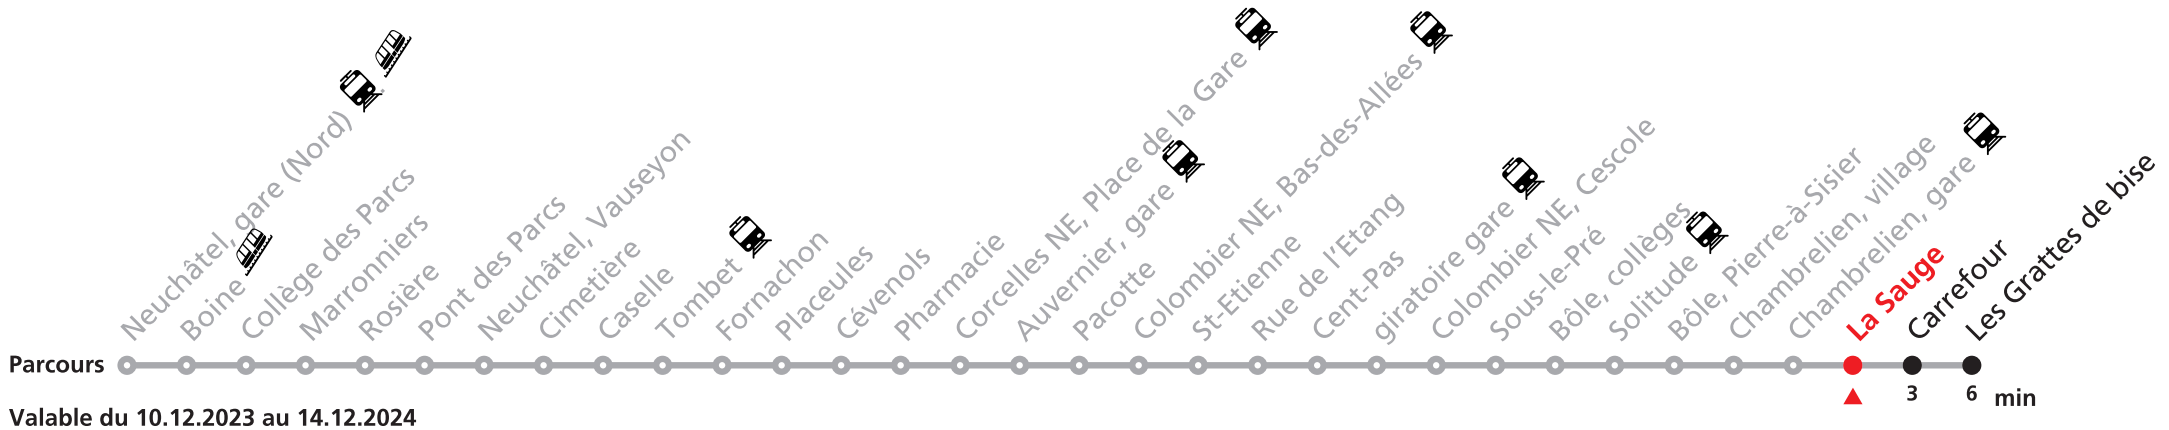 Neuchâtel, gare (Nord)
Boine
Collège des Parcs
Marronniers
Rosière
Pont des Parcs
Neuchâtel, Vauseyon
Cimetière
Caselle
Tombet
Fornachon
Placeules
Cévenols
Pharmacie
Corcelles NE, Place de la Gare
Auvernier, gare
Pacotte
Colombier NE, Bas-des-Allées
St-Etienne
Rue de l'Etang
Cent-Pas
giratoire gare
Colombier NE, Cescole
Sous-le-Pré
Bôle, collèges
Solitude
Bôle, Pierre-à-Sisier
Chambrelien, village
Chambrelien, gare
La Sauge
Carrefour
Les Grattes de bise
Parcours
3 6 min
Valable du 10.12.2023 au 14.12.2024